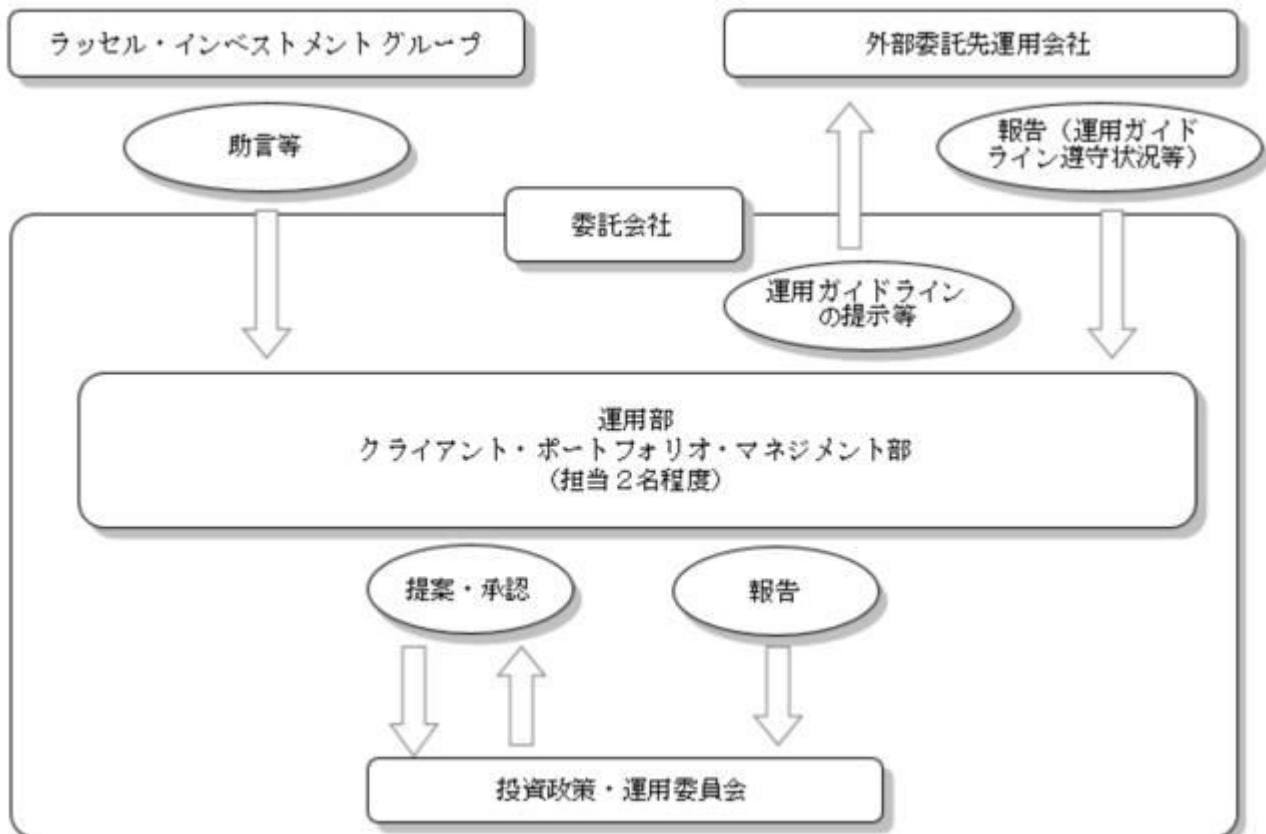 ラッセル・インベストメント グループ
外部委託先運用会社
助言等
報告（運用ガイド
ライン遵守状況等）
委託会社
運用ガイドライン
の提示等
運用部
クライアント・ポートフォリオ・マネジメント部
（担当２名程度）
提案・承認
報告
投資政策・運用委員会